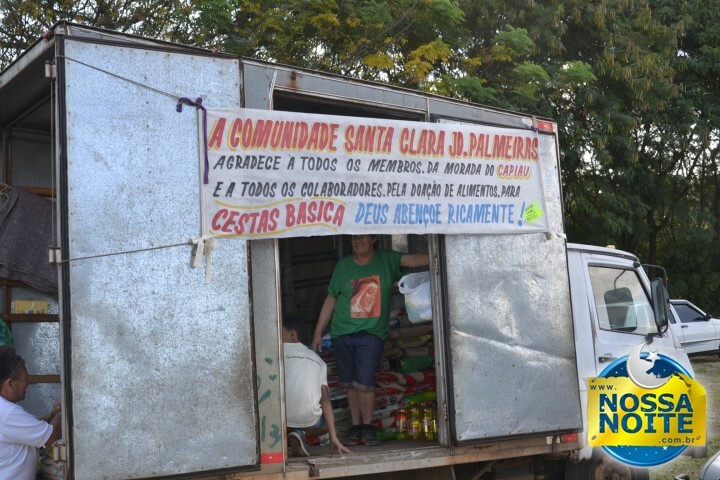 A COMUNIDADE SANTA CLARA JD. PALMEIRAS
AGRADECE A TODOS OS MEMBROS. DA MORADA DO CAPIAU
E A TODOS OS COLABORADORES. PELA DOAÇÃO DE ALIMENTOS. PARA
CESTAS BASICA DEUS ABENÇOE RICAMENTE!
13
www.
NOSSA
NOITE
.com.br